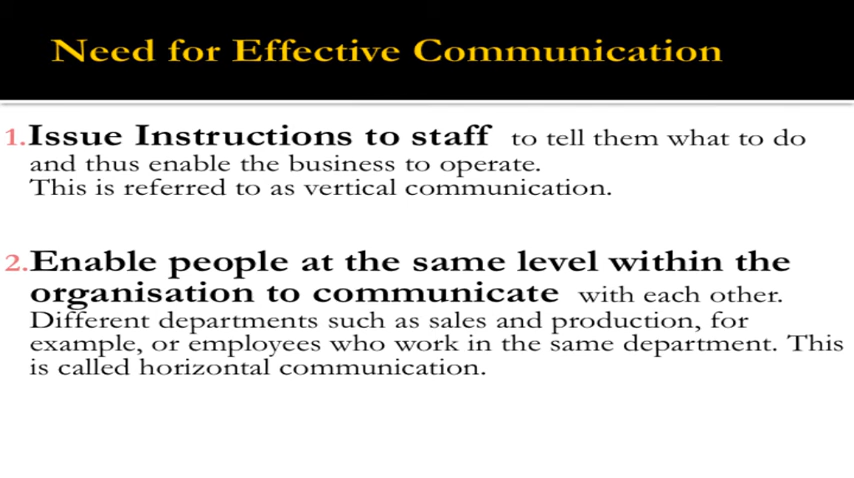 Need for Effective Communication
1.Issue Instructions to staff to tell them what to do
and thus enable the business to operate.
This is referred to as vertical communication.
2.Enable people at the same level within the
organisation to communicate with each other.
Different departments such as sales and production, for
example, or employees who work in the same department. This
is called horizontal communication.